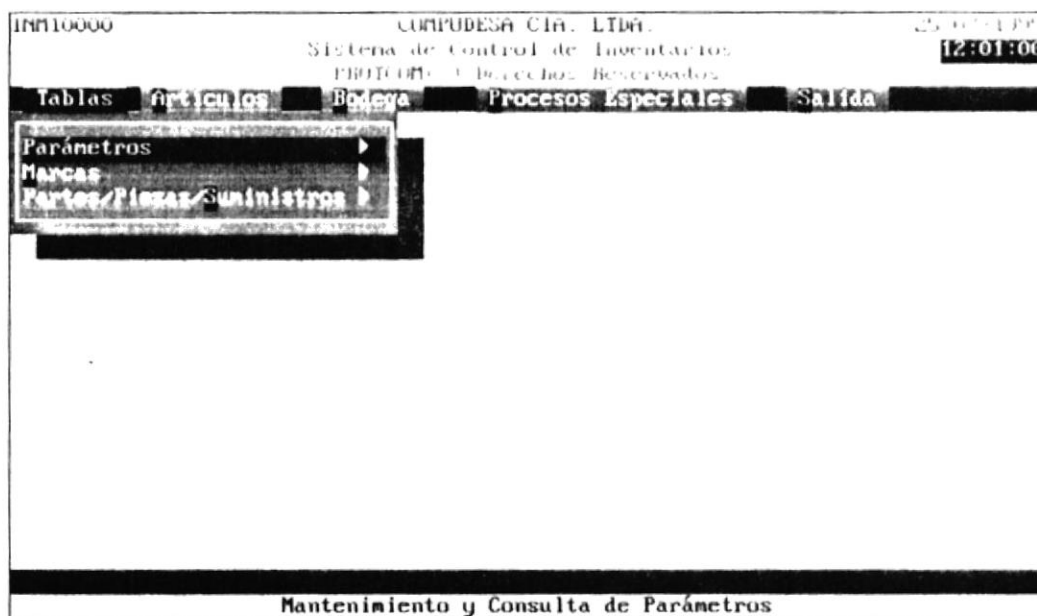 INM10000 COMPUDESA CIA. LTDA.
Sistema de Control de Inventarios 12:01:00
Derechos Reservados
Tablas Artículos Bodega Procesos Especiales Salida
Parámetros
Marcas
Partes/Piezas/Suministros
Mantenimiento y Consulta de Parámetros